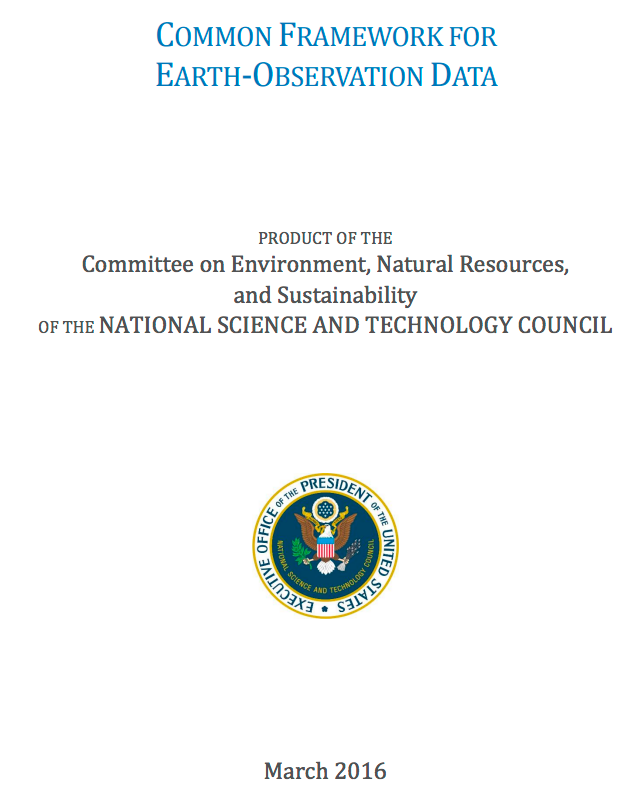 COMMON FRAMEWORK FOR
EARTH-OBSERVATION DATA
PRODUCT OF THE
Committee on Environment, Natural Resources,
and Sustainability
OF THE NATIONAL SCIENCE AND TECHNOLOGY COUNCIL
EXECUTIVE OFFICE OF THE PRESIDENT OF THE UNITED STATES
NATIONAL SCIENCE AND TECHNOLOGY COUNCIL
March 2016